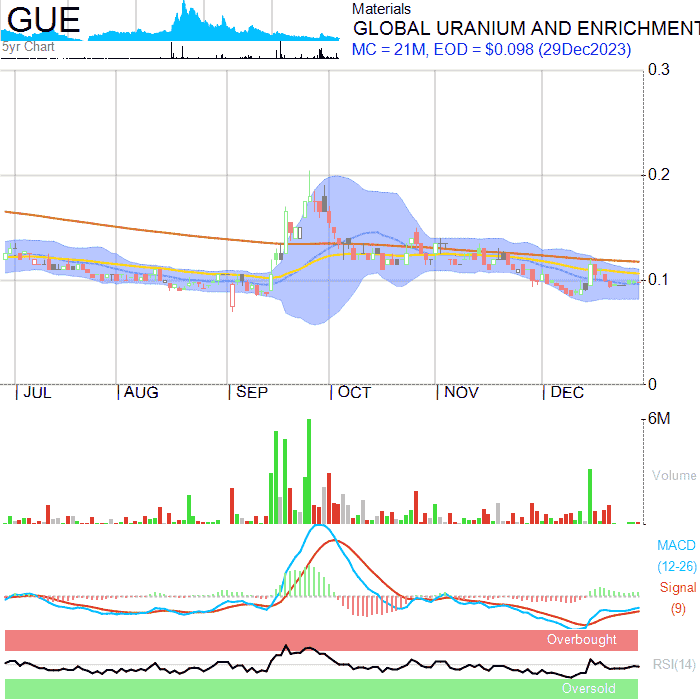 GUE
5yr Chart
Materials
GLOBAL URANIUM AND ENRICHMENT
MC = 21M, EOD = $0.098 (29Dec2023)
0.3
0.2
0.1
0
JUL AUG SEP OCT NOV DEC
6M
Volume
MACD
(12-26)
Signal
(9)
Overbought
RSI(14)
Oversold